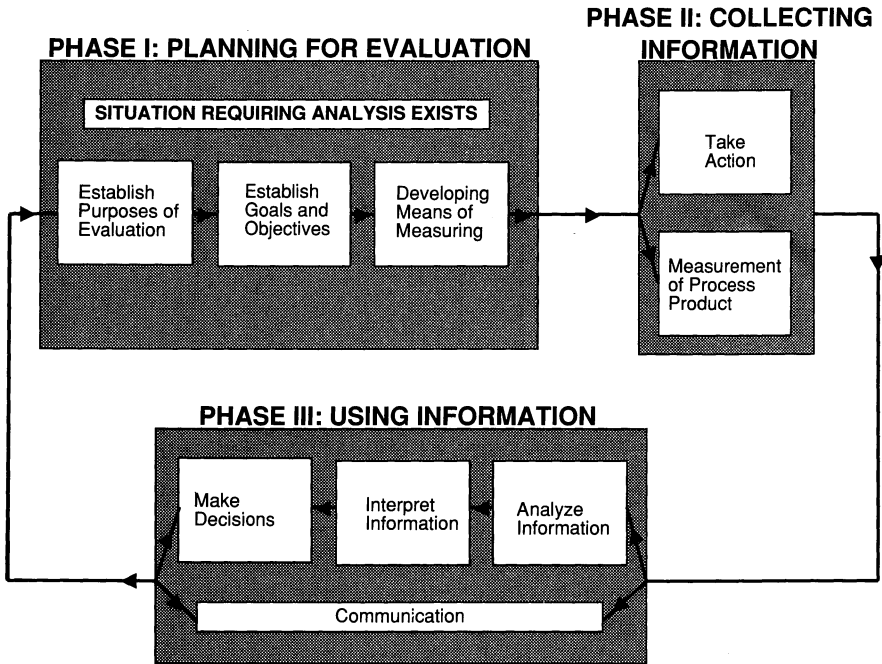 PHASE I: PLANNING FOR EVALUATION
SITUATION REQUIRING ANALYSIS EXISTS
Establish
Purposes of
Evaluation
Establish
Goals and
Objectives
Developing
Means of
Measuring
PHASE II: COLLECTING
INFORMATION
Take
Action
Measurement
of Process
Product
PHASE III: USING INFORMATION
Make
Decisions
Interpret
Information
Analyze
Information
Communication